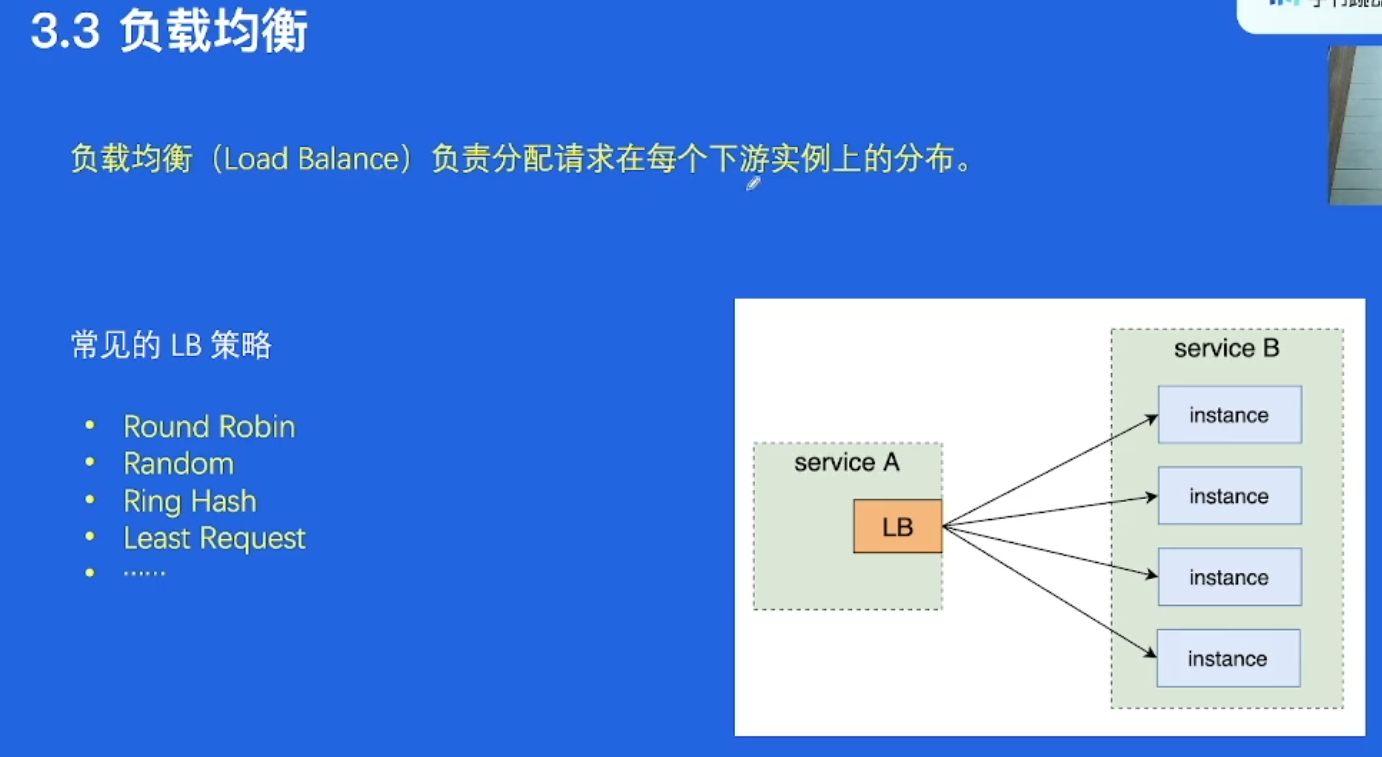 3.3 负载均衡
负载均衡（Load Balance）负责分配请求在每个下游实例上的分布。
常见的 LB 策略
• Round Robin
• Random
• Ring Hash
• Least Request
• ······
service A
LB
service B
instance
instance
instance
instance